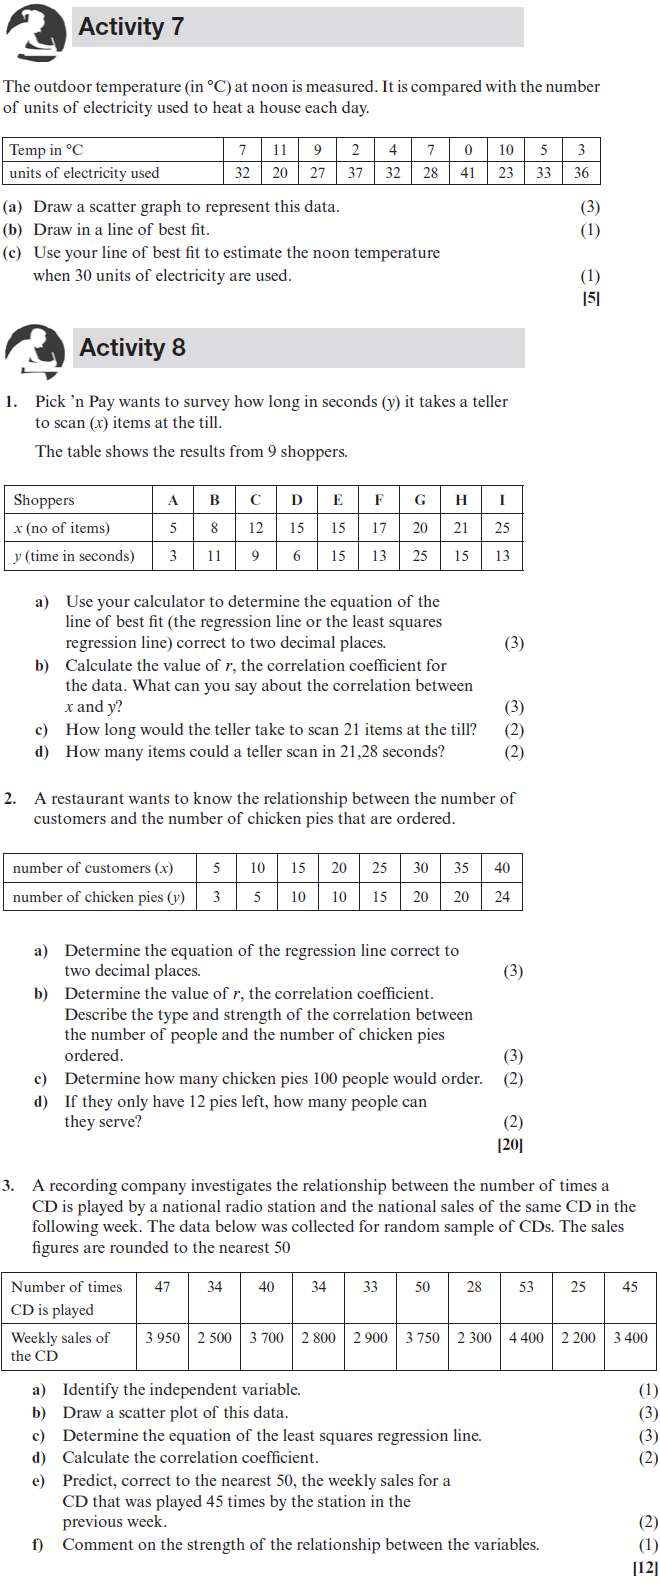 Activity 7
The outdoor temperature (in °C) at noon is measured. It is compared with the number
of units of electricity used to heat a house each day.
Temp in °C 7 11 9 2 4 7 0 10 5 3
units of electricity used 32 20 27 37 32 28 41 23 33 36
(a) Draw a scatter graph to represent this data. (3)
(b) Draw in a line of best fit. (1)
(c) Use your line of best fit to estimate the noon temperature
when 30 units of electricity are used. (1)
[5]
Activity 8
1. Pick ’n Pay wants to survey how long in seconds (y) it takes a teller
to scan (x) items at the till.
The table shows the results from 9 shoppers.
Shoppers A B C D E F G H I
x (no of items) 5 8 12 15 15 17 20 21 25
y (time in seconds) 3 11 9 6 15 13 25 15 13
a) Use your calculator to determine the equation of the
line of best fit (the regression line or the least squares
regression line) correct to two decimal places. (3)
b) Calculate the value of r, the correlation coefficient for
the data. What can you say about the correlation between
x and y? (3)
c) How long would the teller take to scan 21 items at the till? (2)
d) How many items could a teller scan in 21,28 seconds? (2)
2. A restaurant wants to know the relationship between the number of
customers and the number of chicken pies that are ordered.
number of customers (x) 5 10 15 20 25 30 35 40
number of chicken pies (y) 3 5 10 10 15 20 20 24
a) Determine the equation of the regression line correct to
two decimal places. (3)
b) Determine the value of r, the correlation coefficient.
Describe the type and strength of the correlation between
the number of people and the number of chicken pies
ordered. (3)
c) Determine how many chicken pies 100 people would order. (2)
d) If they only have 12 pies left, how many people can
they serve? (2)
[20]
3. A recording company investigates the relationship between the number of times a
CD is played by a national radio station and the national sales of the same CD in the
following week. The data below was collected for random sample of CDs. The sales
figures are rounded to the nearest 50
Number of times 47 34 40 34 33 50 28 53 25 45
CD is played
Weekly sales of 3 950 2 500 3 700 2 800 2 900 3 750 2 300 4 400 2 200 3 400
the CD
a) Identify the independent variable. (1)
b) Draw a scatter plot of this data. (3)
c) Determine the equation of the least squares regression line. (3)
d) Calculate the correlation coefficient. (2)
e) Predict, correct to the nearest 50, the weekly sales for a
CD that was played 45 times by the station in the
previous week. (2)
f) Comment on the strength of the relationship between the variables. (1)
[12]